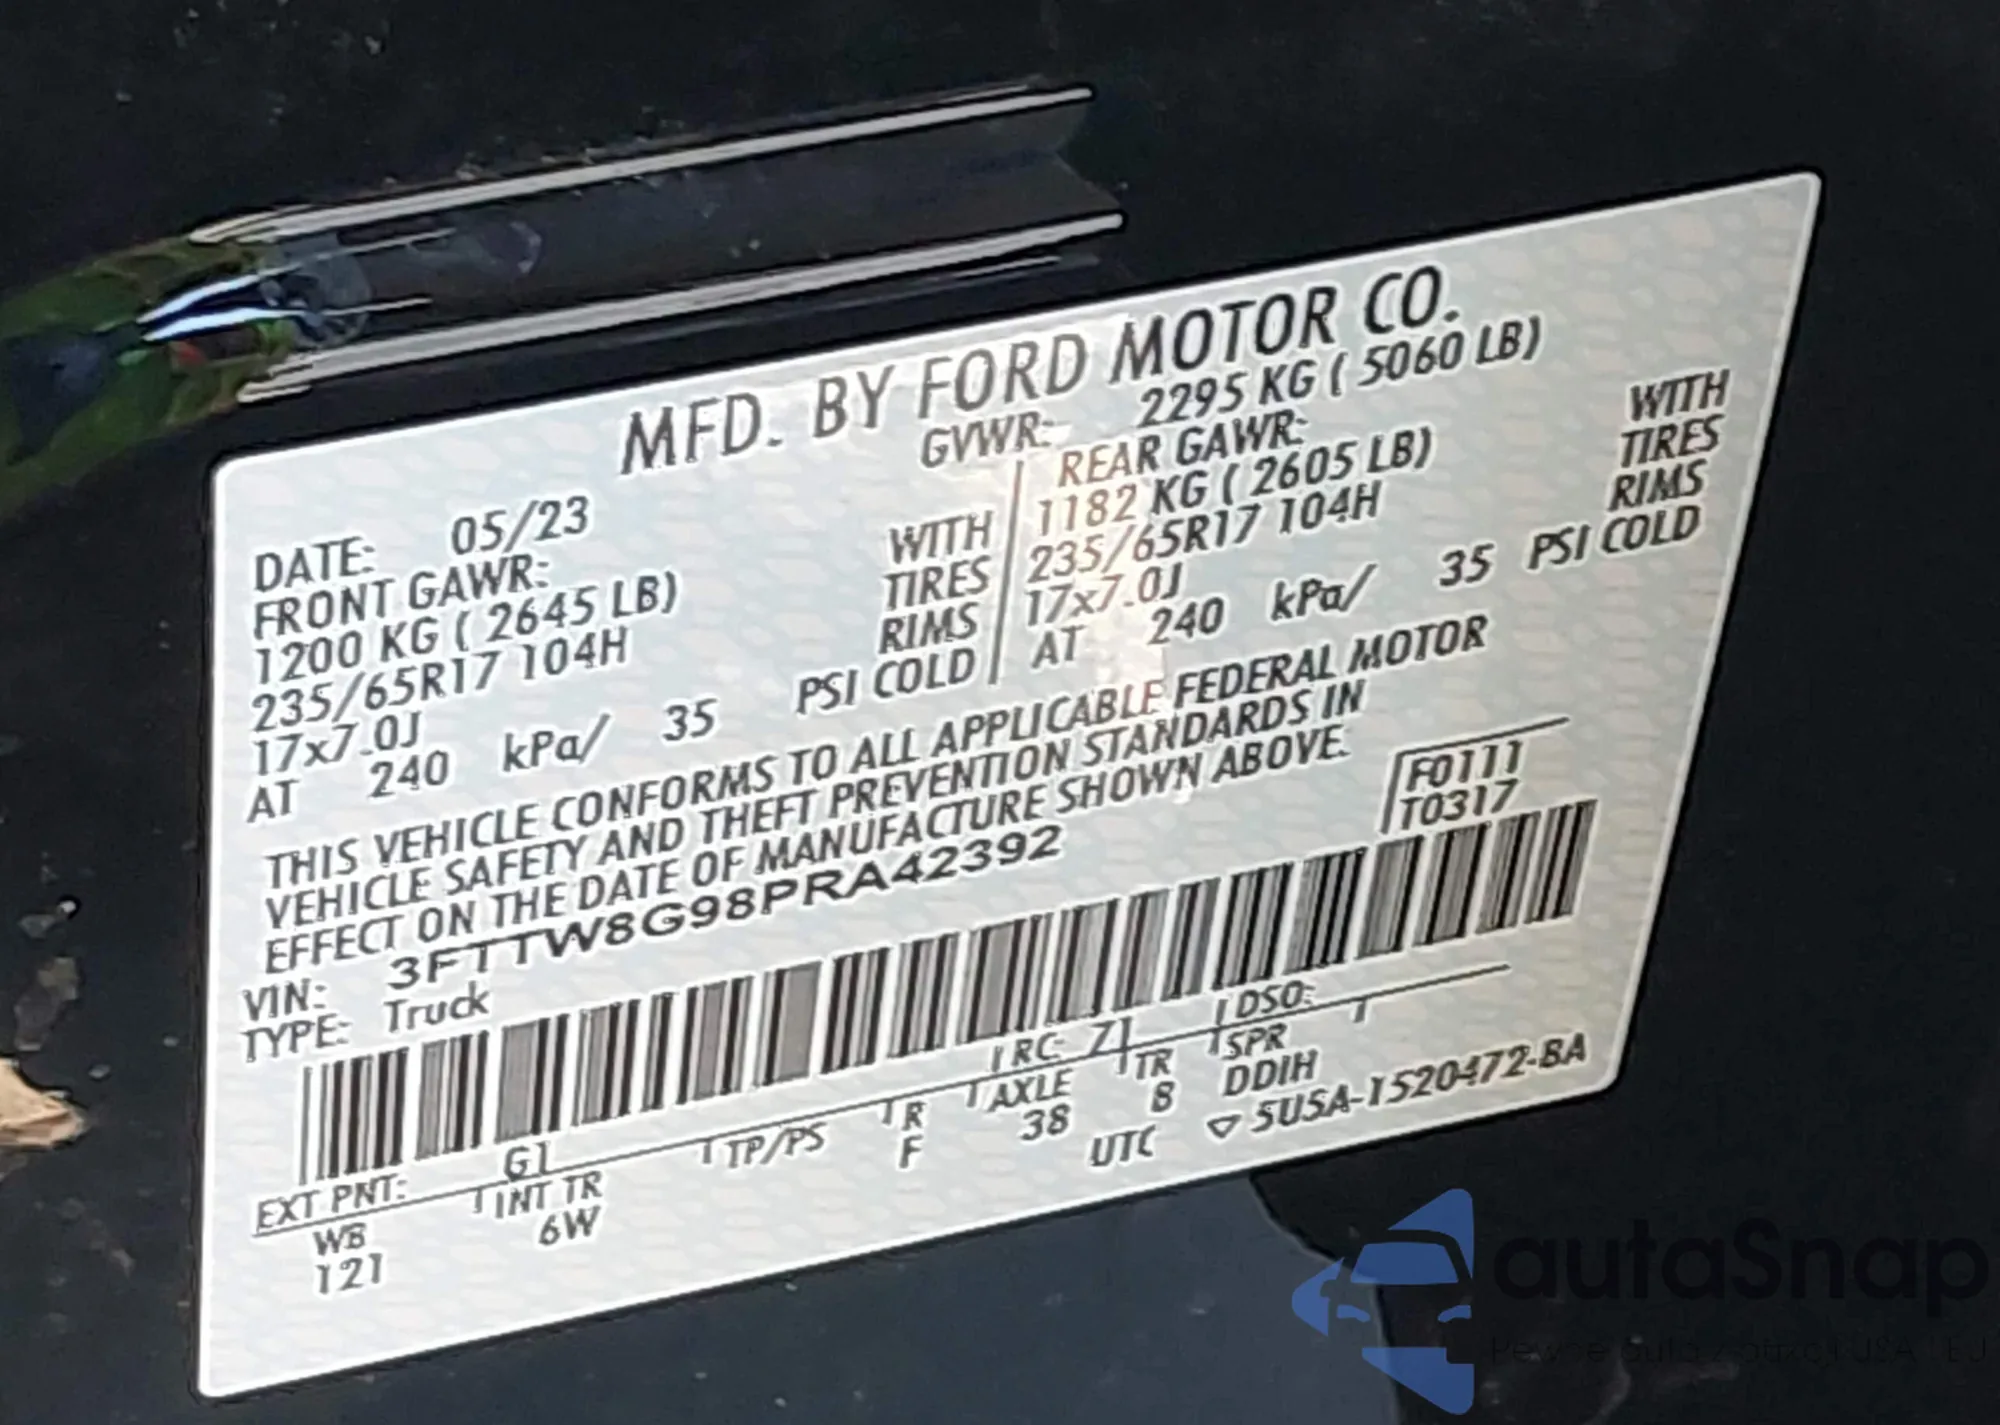 MFD. BY FORD MOTOR CO.
GVWR: 2295 KG ( 5060 LB)
DATE: 05/23
FRONT GAWR:
1200 KG ( 2645 LB) WITH
235/65R17 104H TIRES
17x7.0J RIMS
AT 240 kPa/ 35 PSI COLD
REAR GAWR:
1182 KG ( 2605 LB) WITH
235/65R17 104H TIRES
17x7.0J RIMS
AT 240 kPa/ 35 PSI COLD
THIS VEHICLE CONFORMS TO ALL APPLICABLE FEDERAL MOTOR
VEHICLE SAFETY AND THEFT PREVENTION STANDARDS IN
EFFECT ON THE DATE OF MANUFACTURE SHOWN ABOVE.
F0111
T0317
VIN: 3FTTW8G98PRA42392
TYPE: Truck
EXT PNT: G1 RC: 71 DSO:
WB INT TR TP/PS R AXLE TR SPR
121 6W F 38 8 DDIH
UTC ▽ 5U5A-1520472-BA
autaSnap